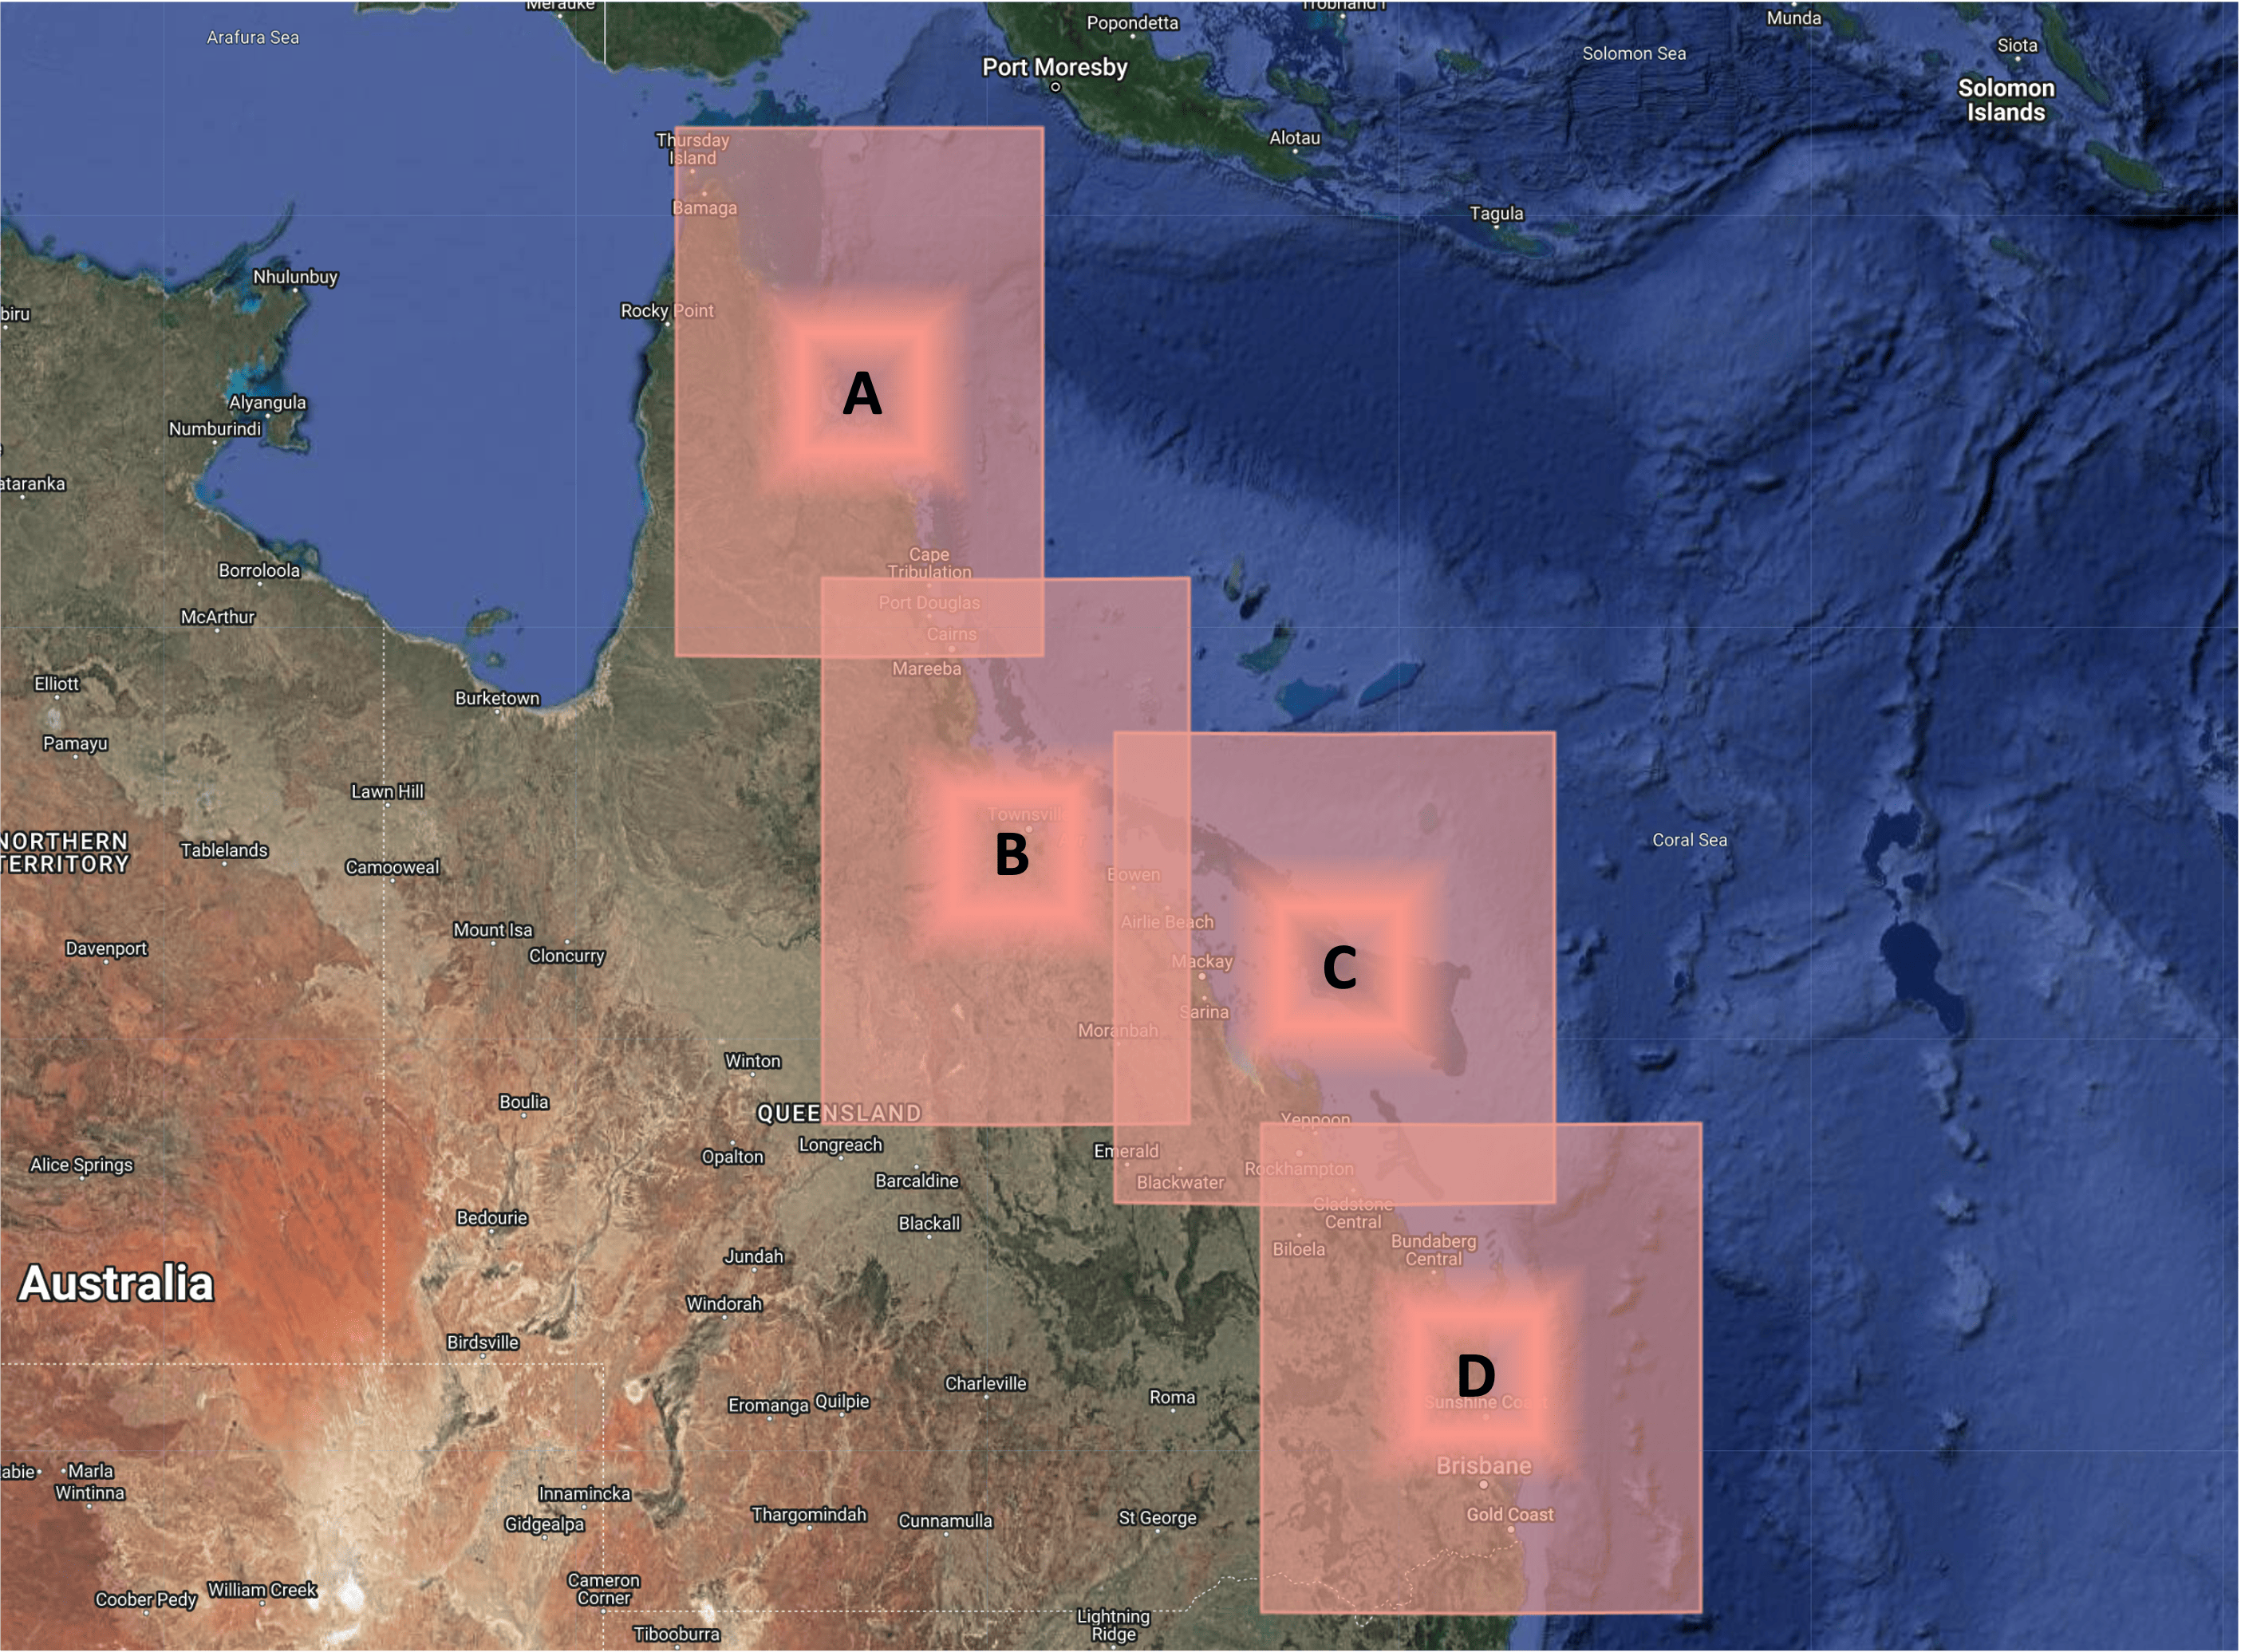 Merauke
Arafura Sea
Popondetta
Trobriand I
Munda
Solomon Sea
Siota
Port Moresby
Solomon
Islands
Alotau
Thursday
Island
Bamaga
Tagula
Nhulunbuy
Rocky Point
biru
A
Alyangula
Numburindi
ataranka
Cape
Tribulation
Borroloola
Port Douglas
McArthur
Cairns
Mareeba
Elliott
Burketown
Pamayu
Lawn Hill
Townsvill
NORTHERN
TERRITORY
Tablelands
B
Coral Sea
Camooweal
Bowen
Airlie Beach
Mount Isa
Davenport
Cloncurry
Mackay
C
Sarina
Moranbah
Winton
Boulia
QUEENSLAND
Yeppoon
Longreach
Emerald
Opalton
Alice Springs
Rockhampton
Barcaldine
Blackwater
Gladstone
Central
Bedourie
Blackall
Bundaberg
Central
Biloela
Jundah
Australia
Windorah
Birdsville
D
Charleville
Roma
Eromanga
Quilpie
Sunshine Coast
Brisbane
abie
Marla
Wintinna
Innamincka
Thargomindah
Cunnamulla
St George
Gold Coast
Gidgealpa
Cameron
Corner
William Creek
Coober Pedy
Lightning
Ridge
Tibooburra